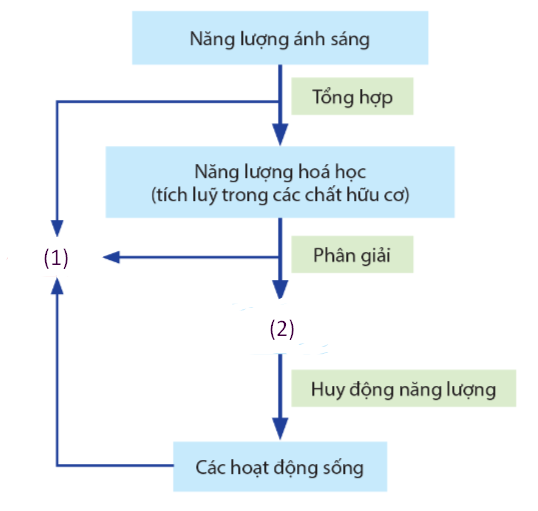 Năng lượng ánh sáng
Tổng hợp
Năng lượng hoá học
(tích luỹ trong các chất hữu cơ)
(1)
Phân giải
(2)
Huy động năng lượng
Các hoạt động sống